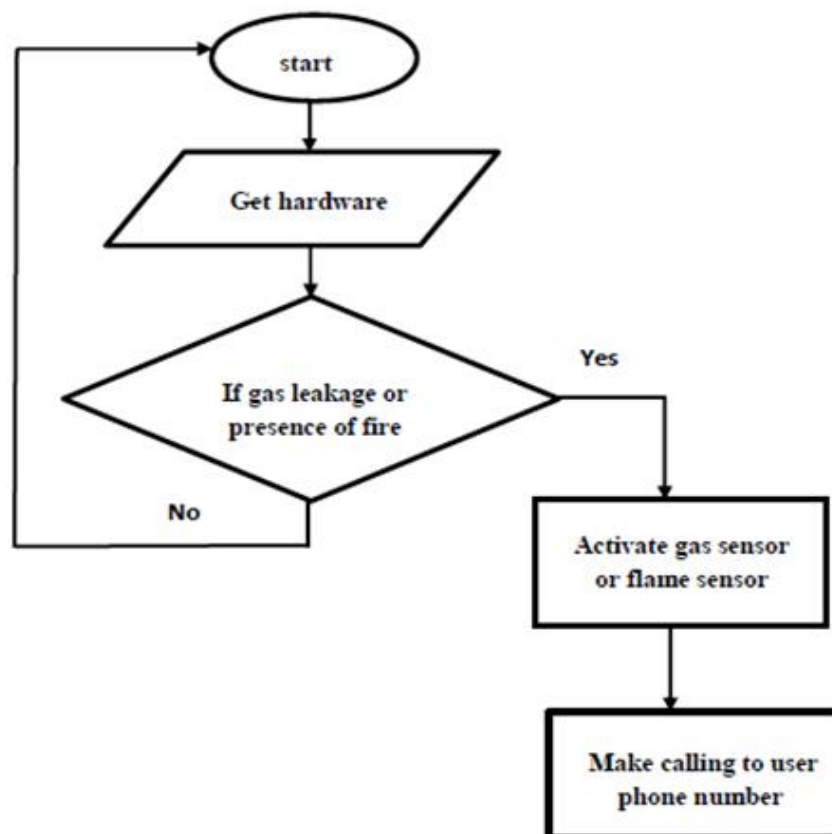 start
Get hardware
If gas leakage or
presence of fire
Yes
No
Activate gas sensor
or flame sensor
Make calling to user
phone number